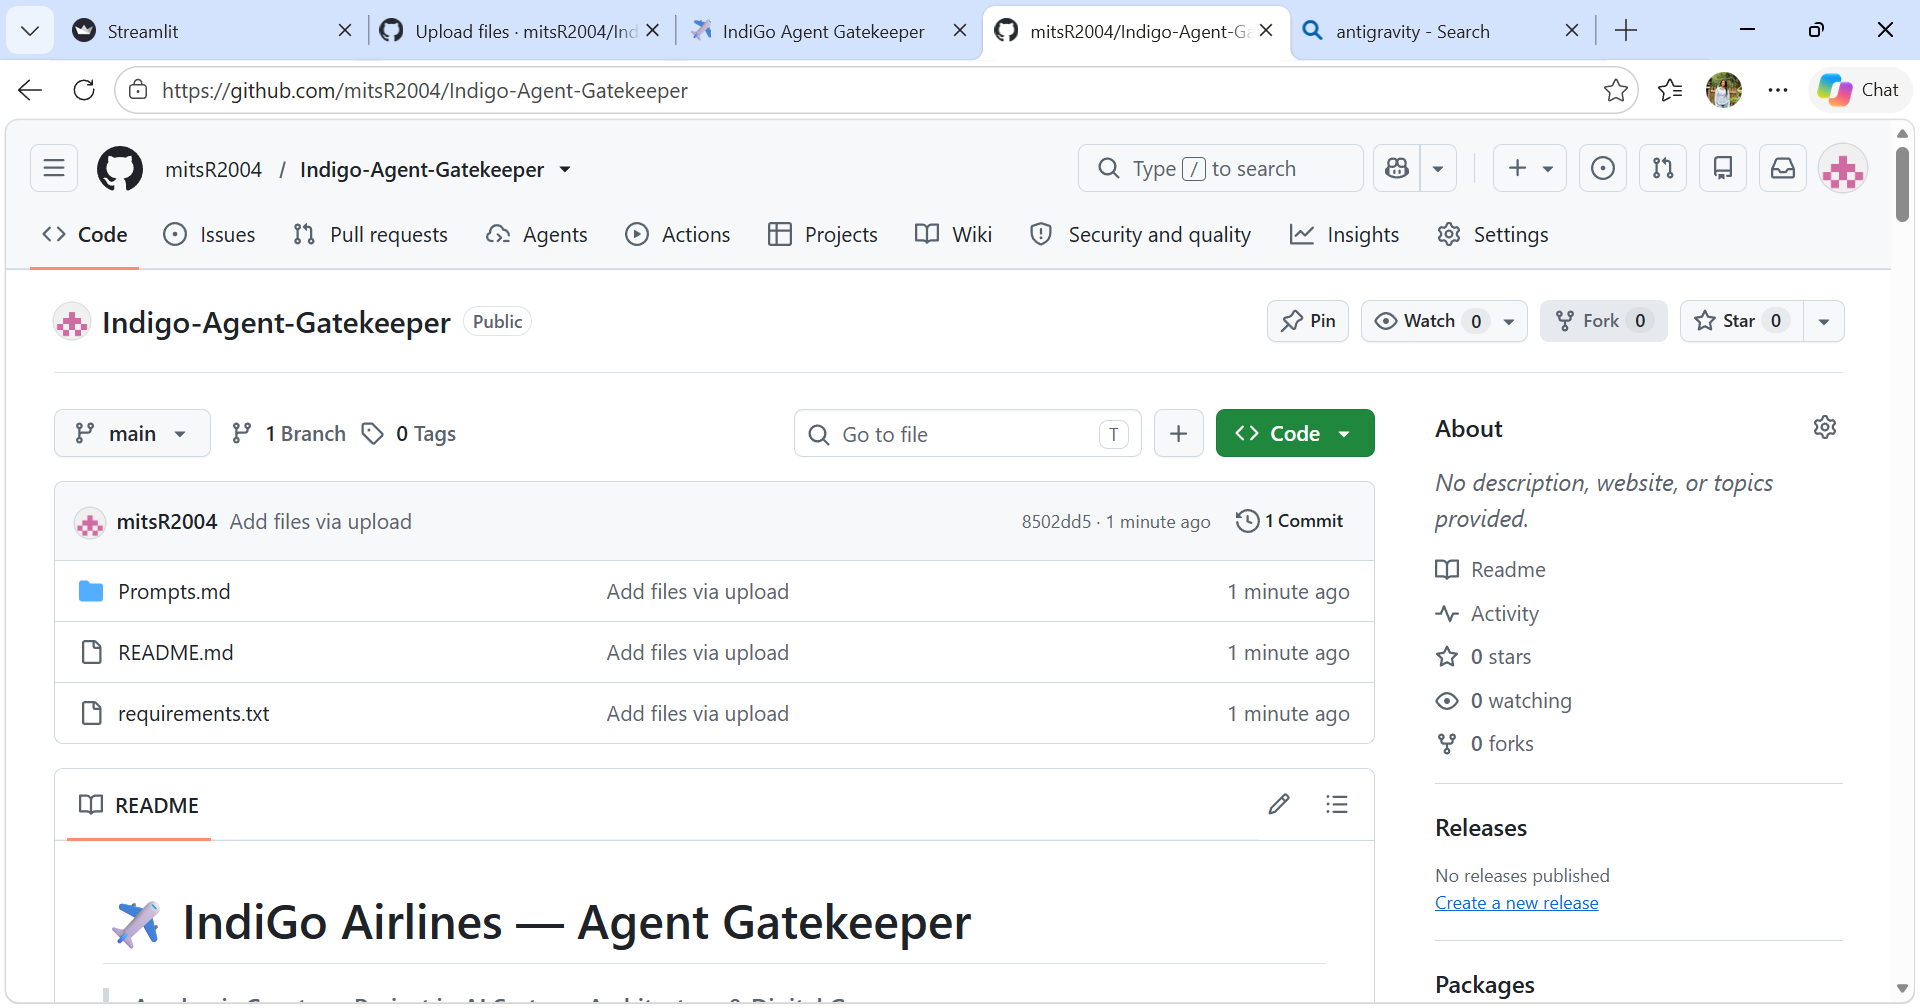 Streamlit
Upload files · mitsR2004/Ind
IndiGo Agent Gatekeeper
mitsR2004/Indigo-Agent-Ga
antigravity - Search
https://github.com/mitsR2004/Indigo-Agent-Gatekeeper
Chat
mitsR2004 / Indigo-Agent-Gatekeeper
Type / to search
Code
Issues
Pull requests
Agents
Actions
Projects
Wiki
Security and quality
Insights
Settings
Indigo-Agent-Gatekeeper
Public
Pin
Watch 0
Fork 0
Star 0
main
1 Branch
0 Tags
Go to file
T
Code
mitsR2004 Add files via upload
8502dd5 · 1 minute ago
1 Commit
Prompts.md
Add files via upload
1 minute ago
README.md
Add files via upload
1 minute ago
requirements.txt
Add files via upload
1 minute ago
README
IndiGo Airlines — Agent Gatekeeper
About
No description, website, or topics
provided.
Readme
Activity
0 stars
0 watching
0 forks
Releases
No releases published
Create a new release
Packages